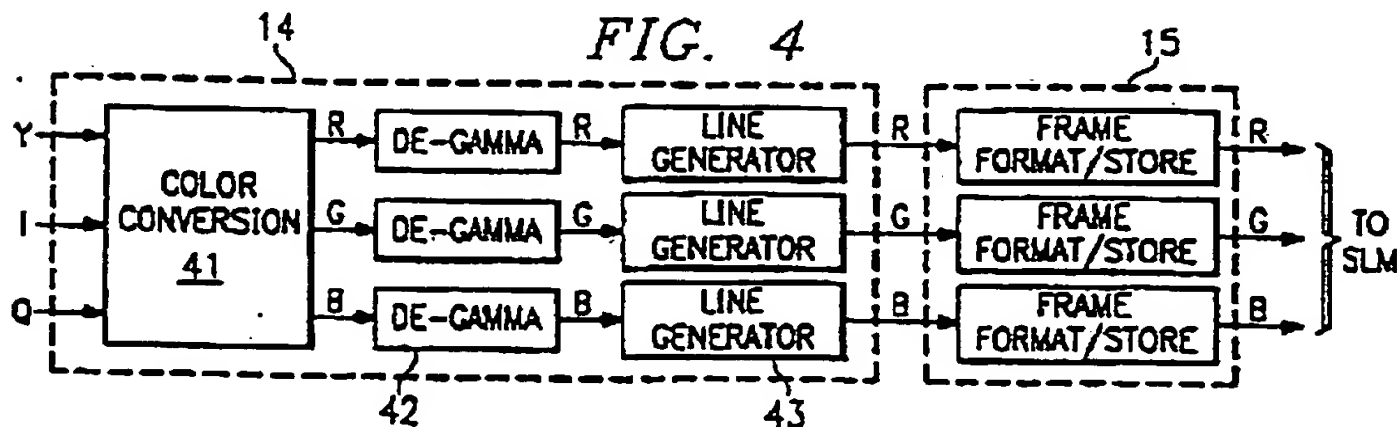 FIG. 4
14
15
Y
I
Q
COLOR
CONVERSION
41
R
DE-GAMMA
R
LINE
GENERATOR
R
FRAME
FORMAT/STORE
R
G
DE-GAMMA
G
LINE
GENERATOR
G
FRAME
FORMAT/STORE
G
B
DE-GAMMA
B
LINE
GENERATOR
B
FRAME
FORMAT/STORE
B
TO
SLM
42
43